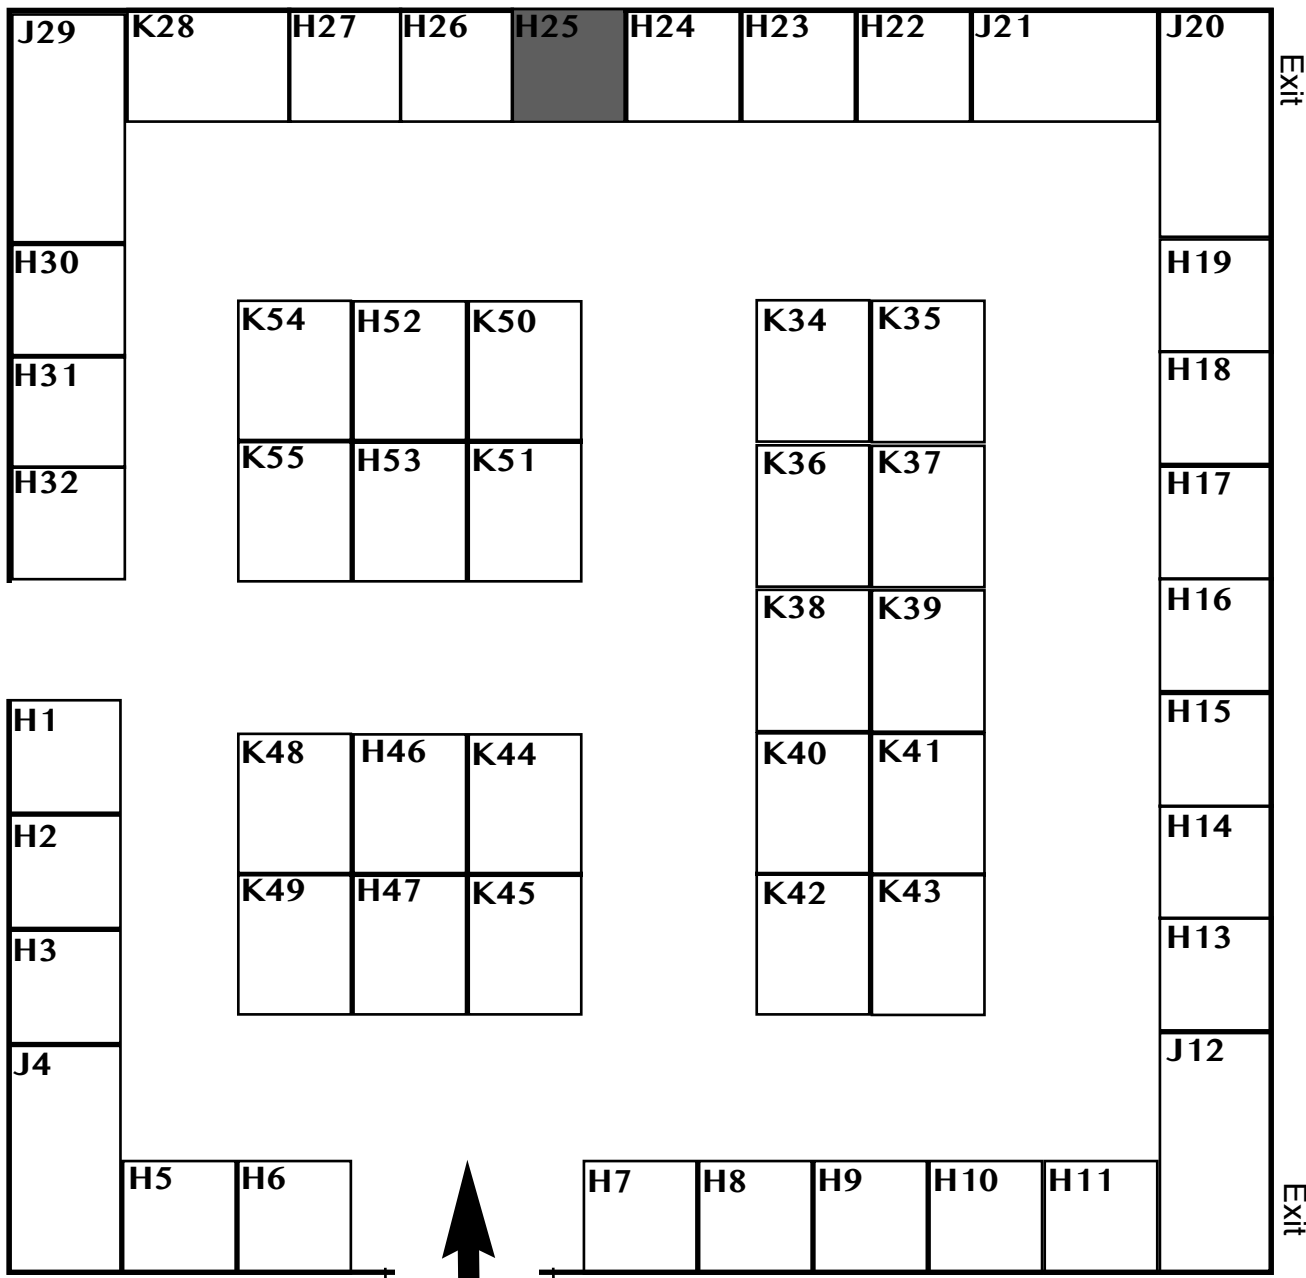 J29 K28 H27 H26 H25 H24 H23 H22 J21 J20
Exit
H30 H19
K54 H52 K50 K34 K35
H31 H18
K55 H53 K51 K36 K37
H32 H17
K38 K39 H16
H1 H15
K48 H46 K44 K40 K41
H2 H14
K49 H47 K45 K42 K43
H3 H13
J4 J12
H5 H6 H7 H8 H9 H10 H11
Exit